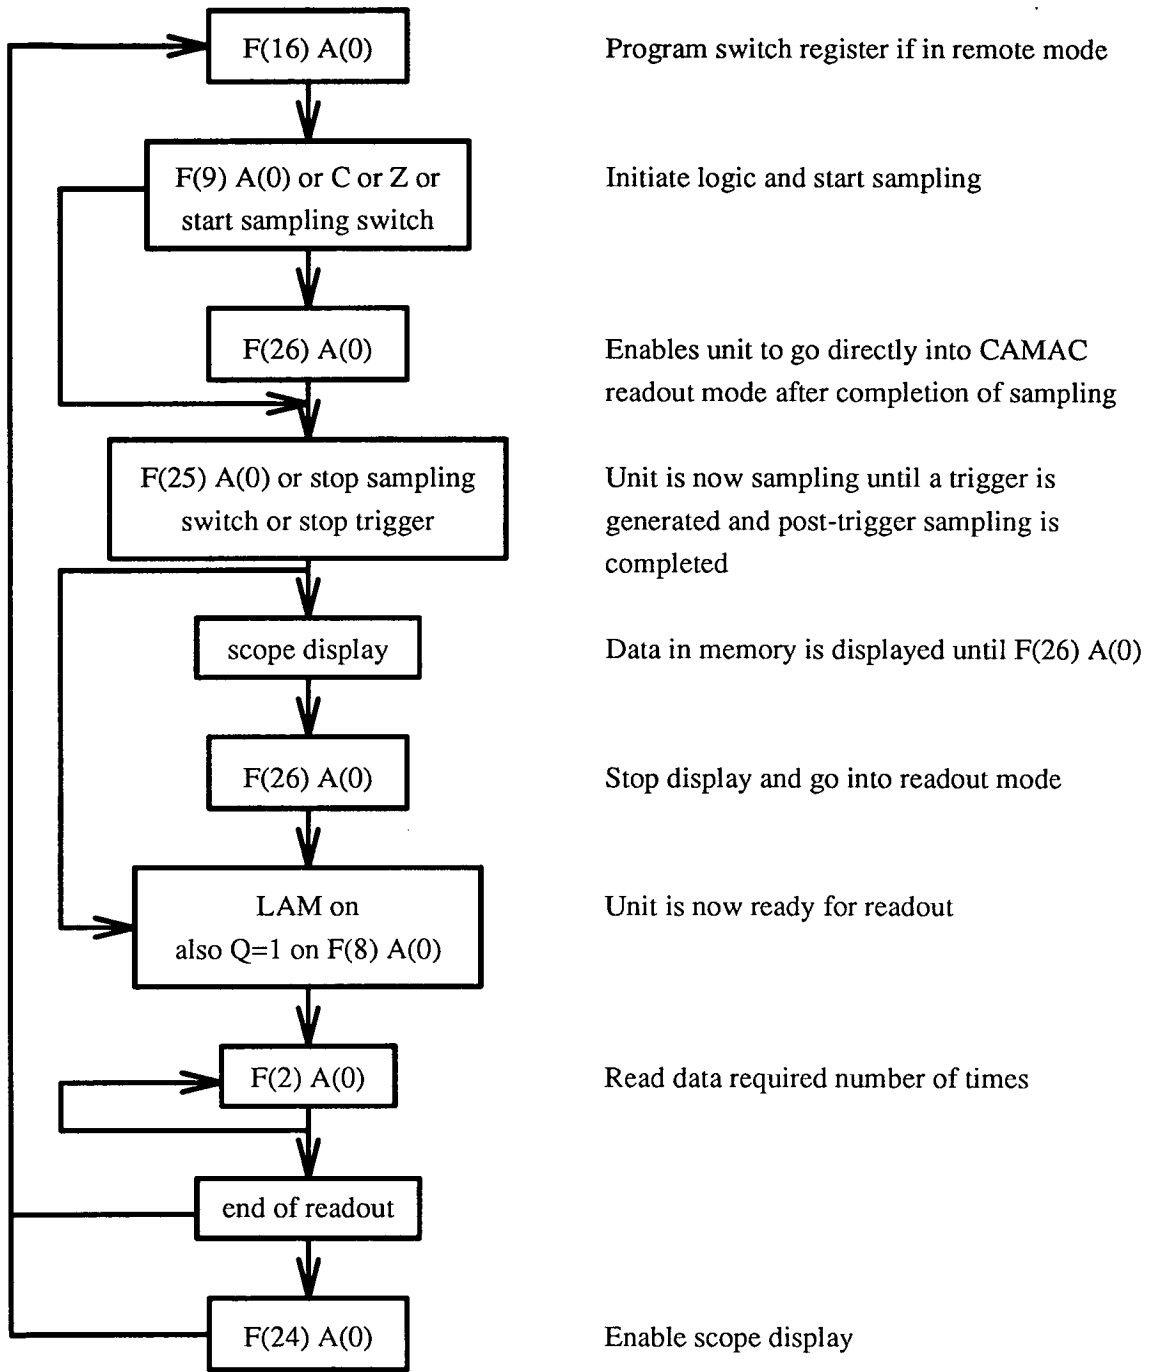 F(16) A(0)
Program switch register if in remote mode
F(9) A(0) or C or Z or
start sampling switch
Initiate logic and start sampling
F(26) A(0)
Enables unit to go directly into CAMAC
readout mode after completion of sampling
F(25) A(0) or stop sampling
switch or stop trigger
Unit is now sampling until a trigger is
generated and post-trigger sampling is
completed
scope display
Data in memory is displayed until F(26) A(0)
F(26) A(0)
Stop display and go into readout mode
LAM on
also Q=1 on F(8) A(0)
Unit is now ready for readout
F(2) A(0)
Read data required number of times
end of readout
F(24) A(0)
Enable scope display